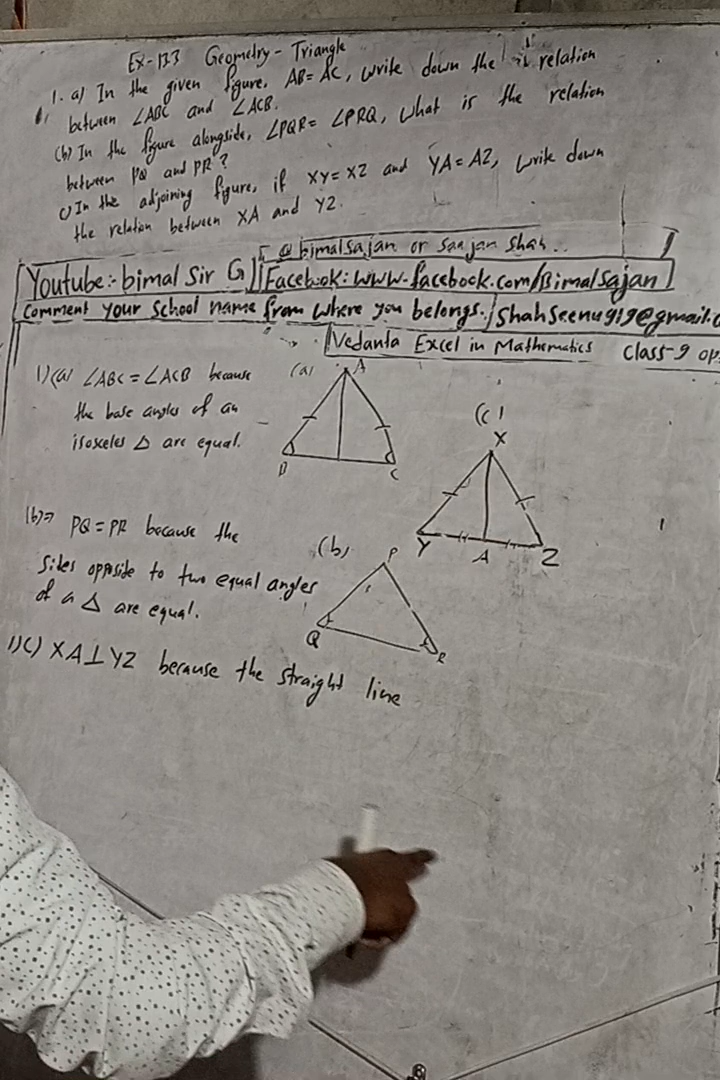 Ex-13.3 Geometry - Triangle
1. a) In the given figure, AB = AC, write down the relation
between ∠ABC and ∠ACB.
(b) In the figure alongside, ∠PQR = ∠PRQ, what is the relation
between PQ and PR?
c) In the adjoining figure, if XY = XZ and YA = AZ, write down
the relation between XA and YZ.
@ bimalsajan or Sanjan Shah..
Youtube:- bimal Sir G
Facebook: www.facebook.com/Bimalsajan
Comment your School name from where you belongs.
Shahseenu919@gmail.c
Vedanta Excel in Mathematics Class-9 op
1) (a) ∠ABC = ∠ACB because
the base angles of an
isosceles △ are equal.
(a)
A
B
C
(c)
X
Y
A
Z
1b)⇒ PQ = PR because the
sides opposite to two equal angles
of a △ are equal.
(b)
P
Q
R
1)c) XA⊥YZ because the straight line